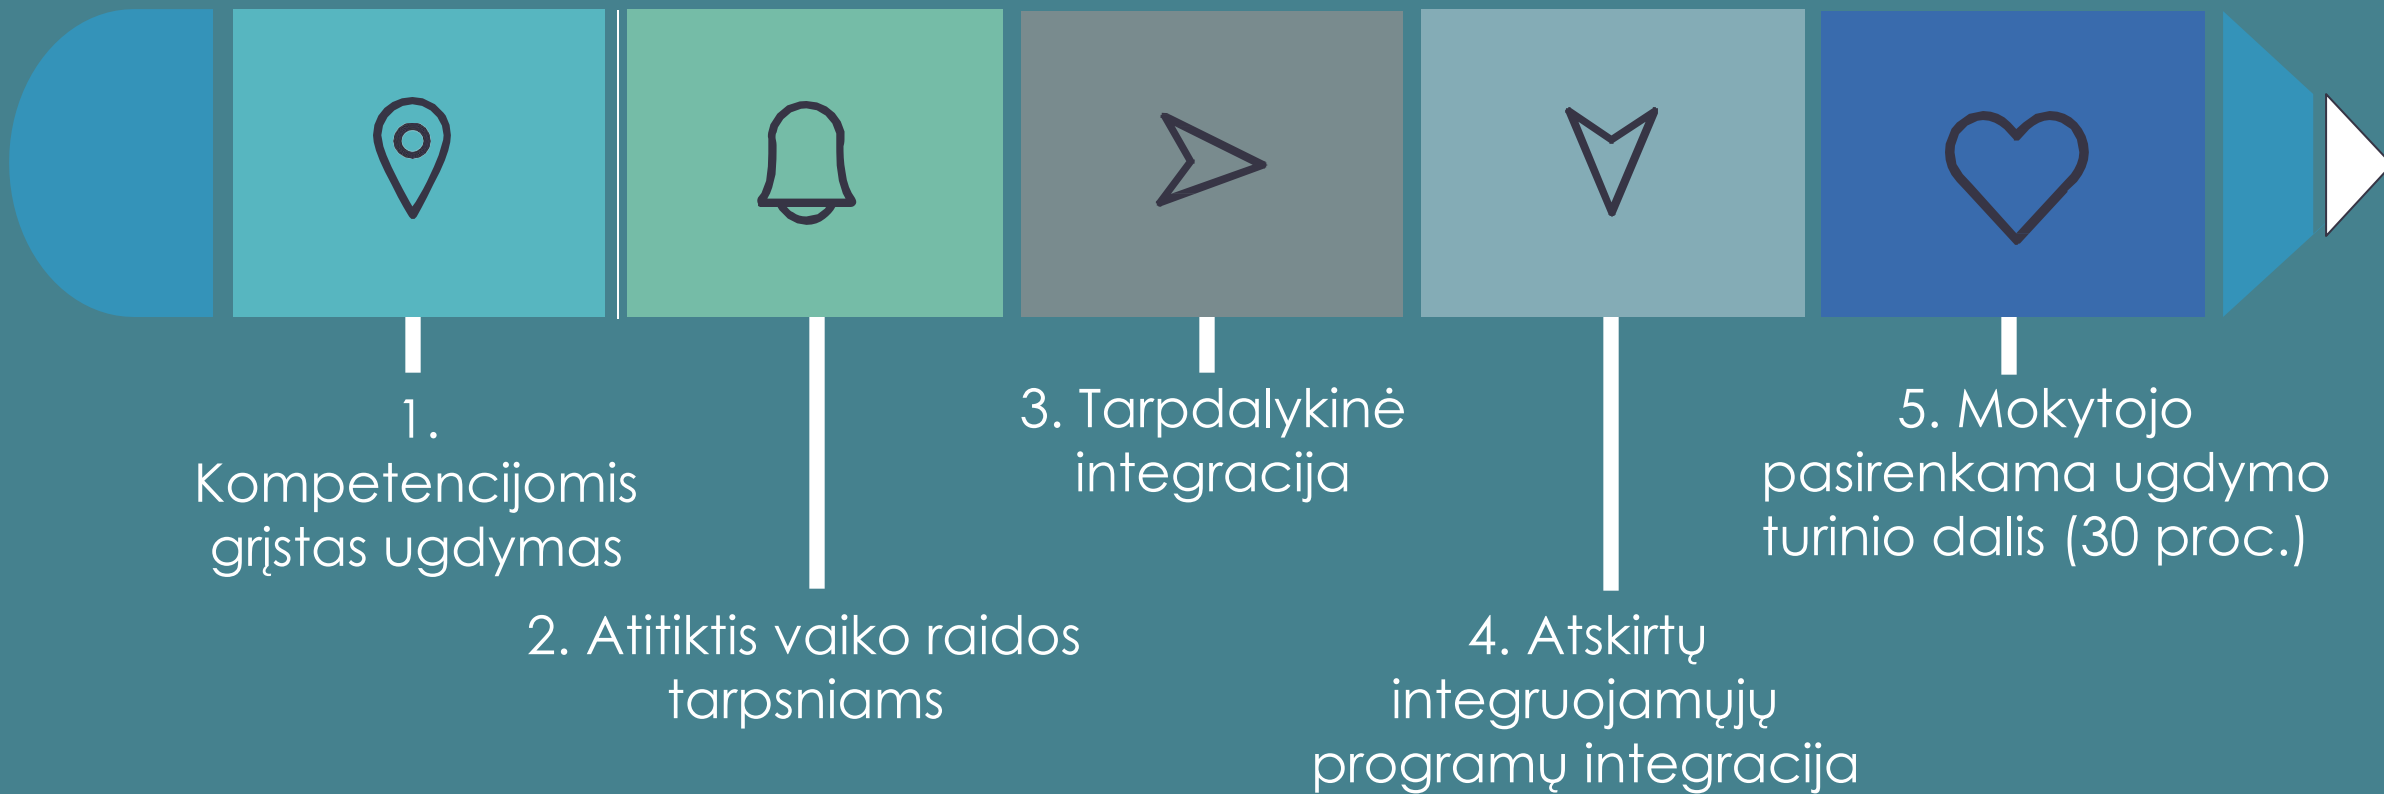 1.
Kompetencijomis
grįstas ugdymas
2. Atitiktis vaiko raidos
tarpsniams
3. Tarpdalykinė
integracija
4. Atskirtų
integruojamųjų
programų integracija
5. Mokytojo
pasirenkama ugdymo
turinio dalis (30 proc.)